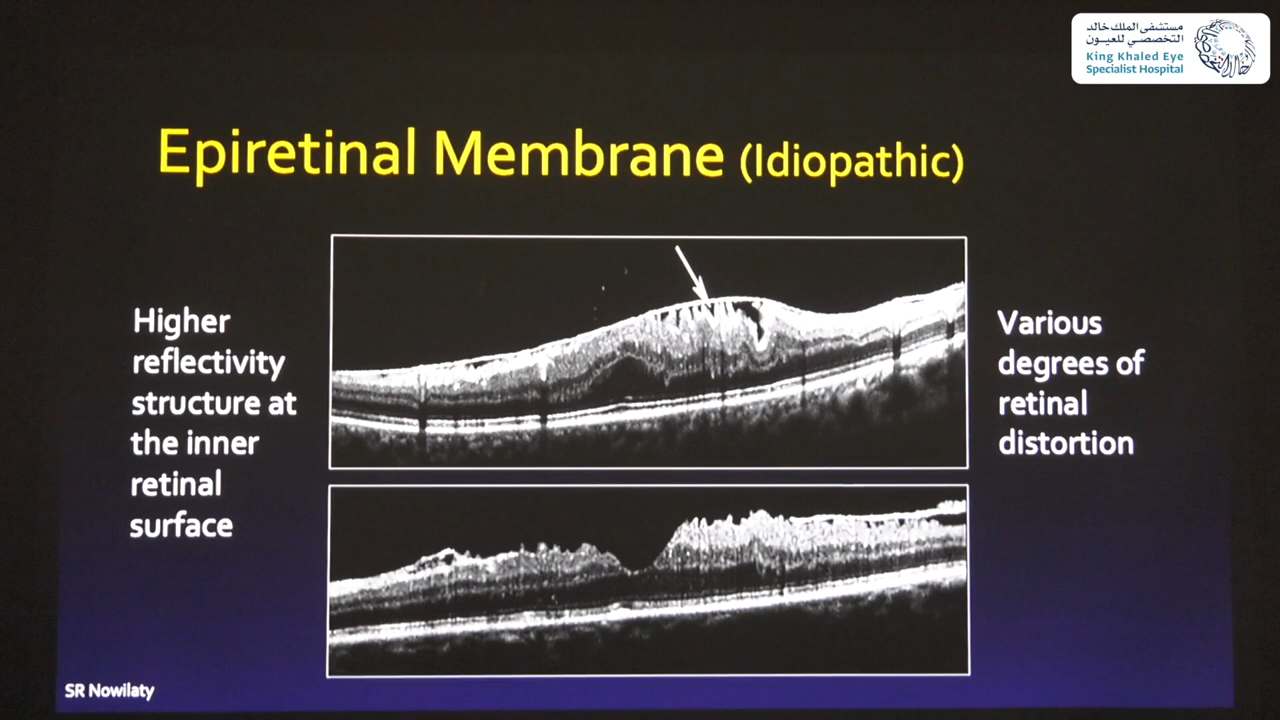 مستشفى الملك خالد
التخصصي للعيون
King Khaled Eye
Specialist Hospital
Epiretinal Membrane (Idiopathic)
Higher
reflectivity
structure at
the inner
retinal
surface
Various
degrees of
retinal
distortion
SR Nowilaty